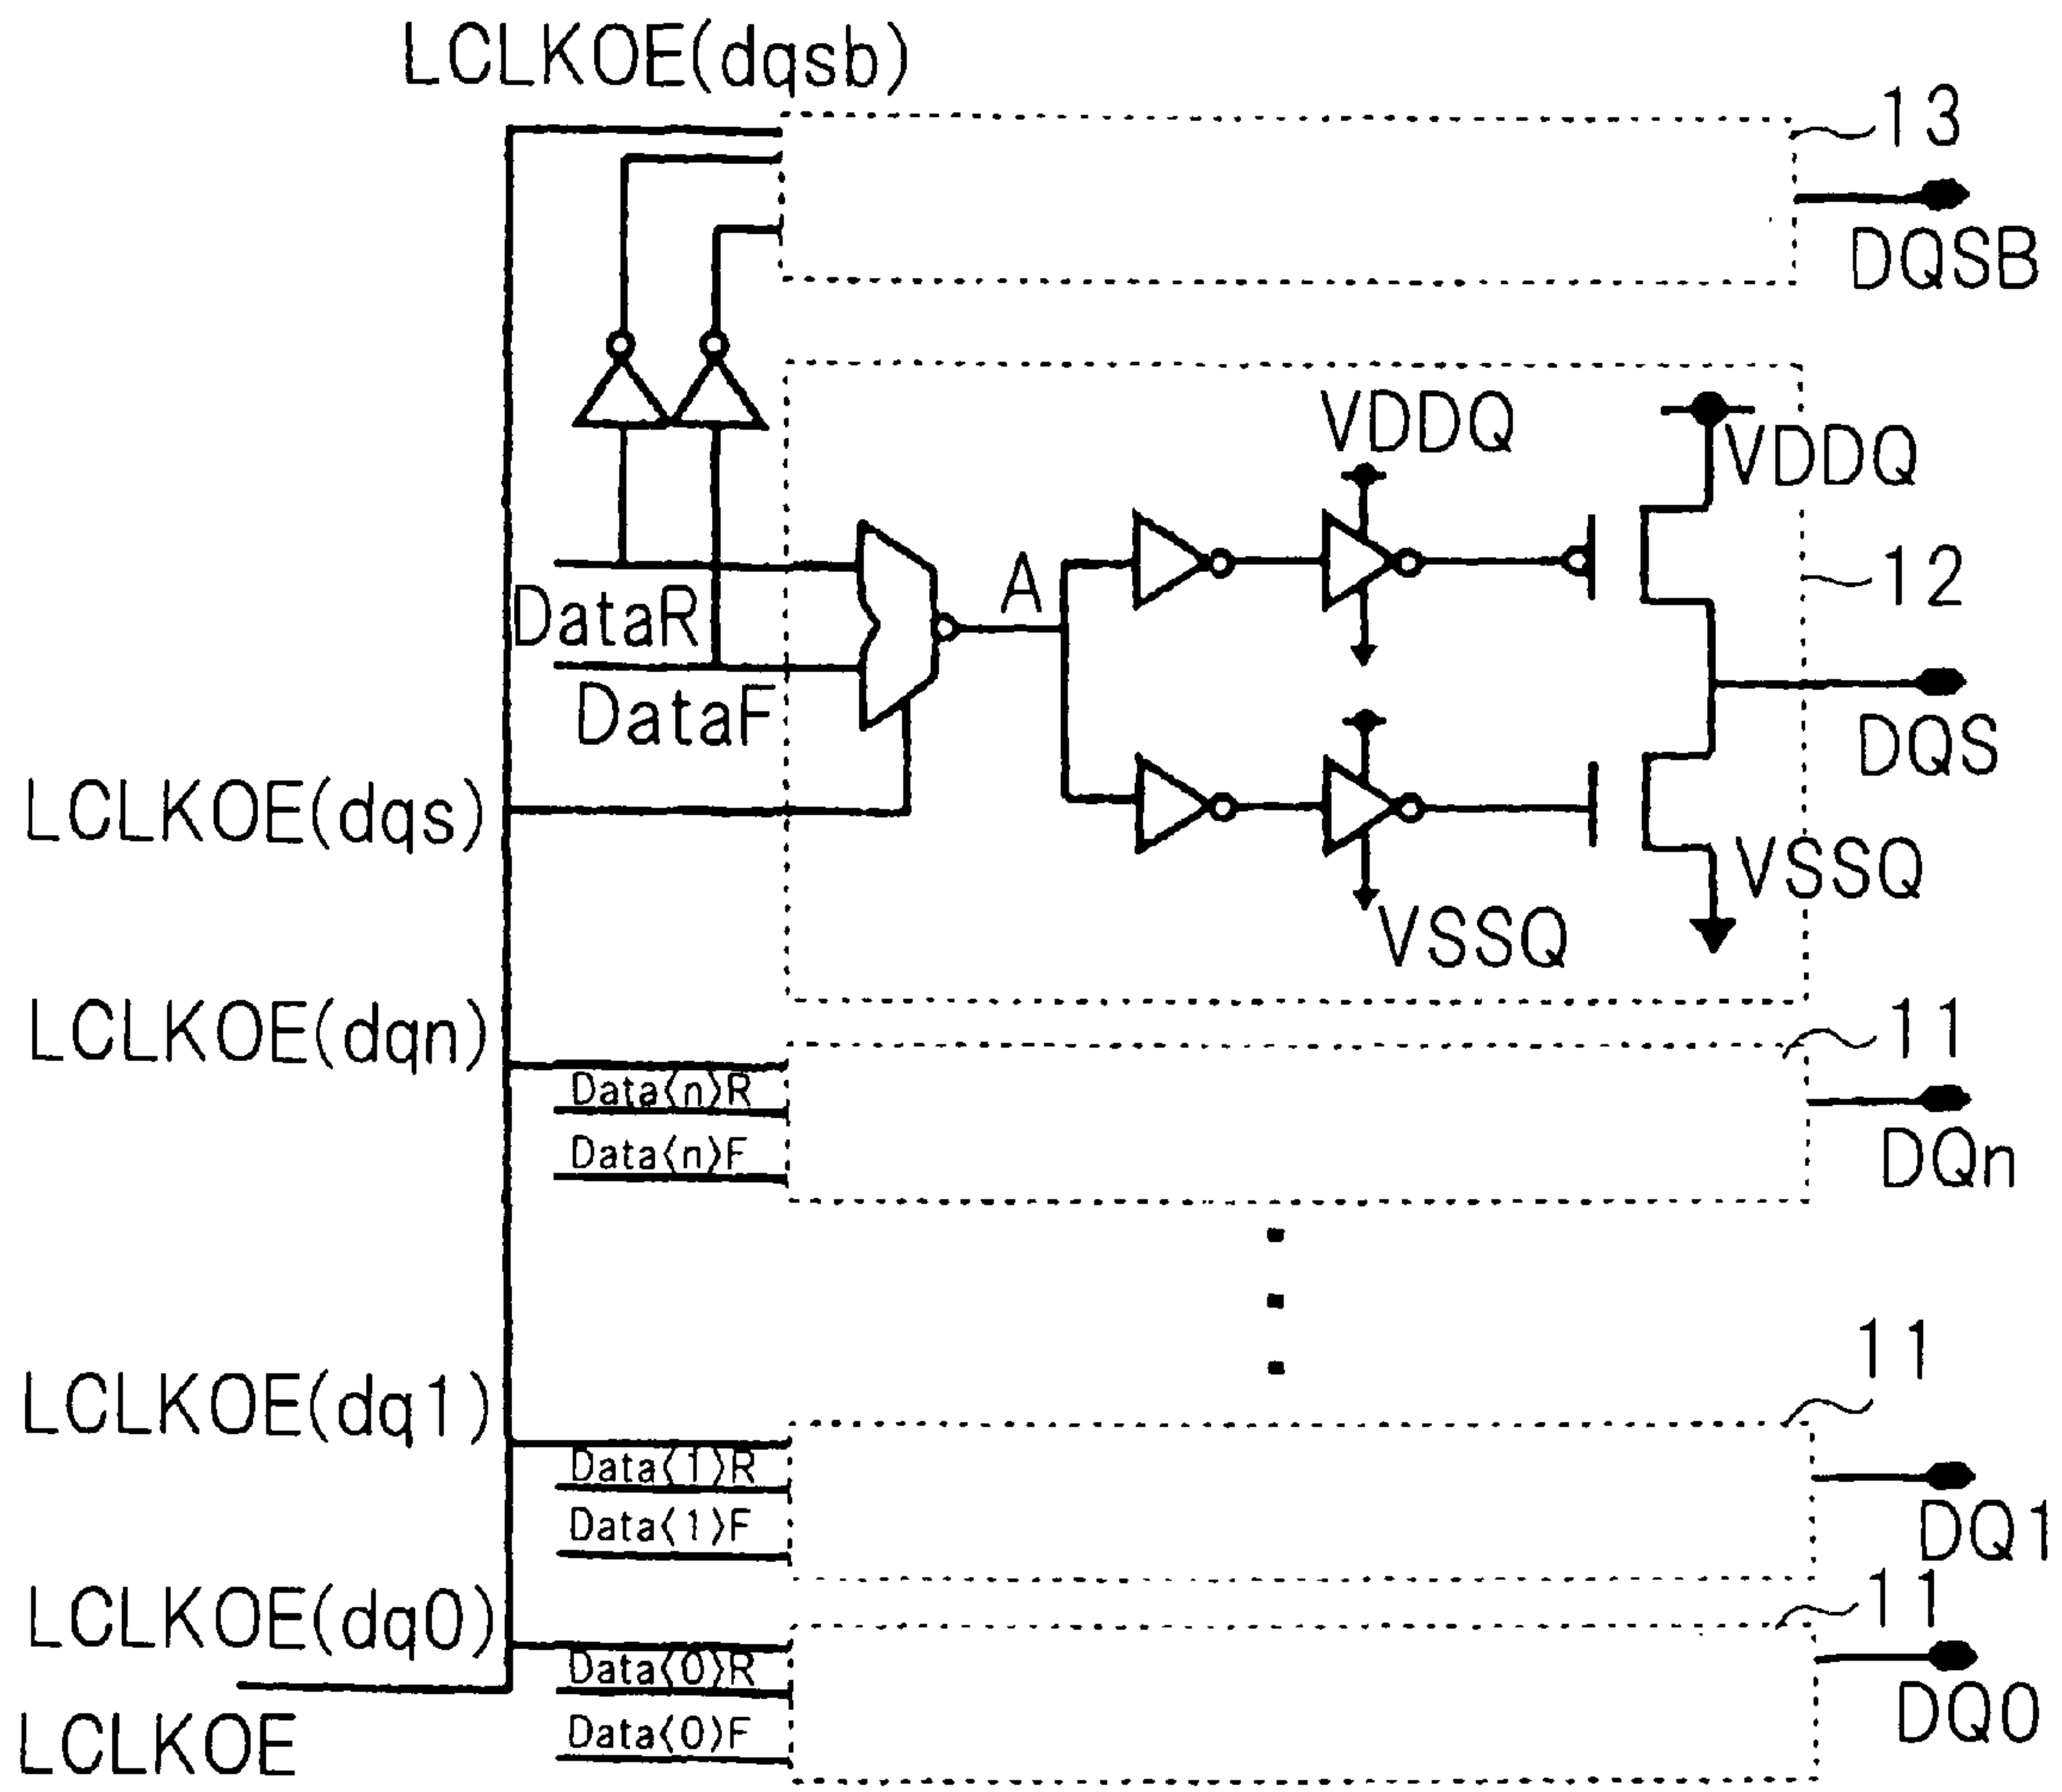 LCLKOE(dqsb)
13
DQSB
VDDQ
VDDQ
12
A
DataR
DataF
DQS
LCLKOE(dqs)
VSSQ
VSSQ
LCLKOE(dqn)
11
Data⟨n⟩R
Data⟨n⟩F
DQn
11
LCLKOE(dq1)
Data⟨1⟩R
Data⟨1⟩F
DQ1
11
LCLKOE(dq0)
Data⟨0⟩R
Data⟨0⟩F
DQ0
LCLKOE